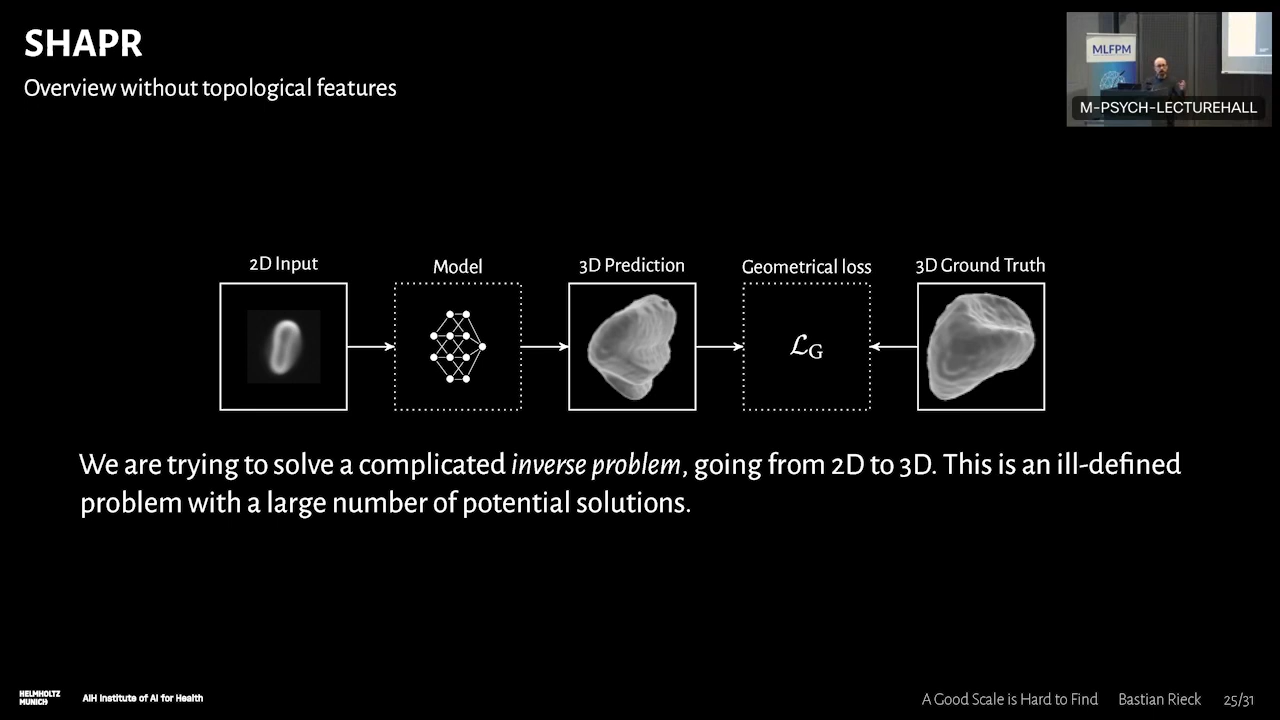 SHAPR
Overview without topological features
MLFPM
M-PSYCH-LECTUREHALL
2D Input
Model
3D Prediction
Geometrical loss
3D Ground Truth
ℒG
We are trying to solve a complicated inverse problem, going from 2D to 3D. This is an ill-defined
problem with a large number of potential solutions.
HELMHOLTZ
MUNICH
AIH Institute of AI for Health
A Good Scale is Hard to Find
Bastian Rieck
25/31